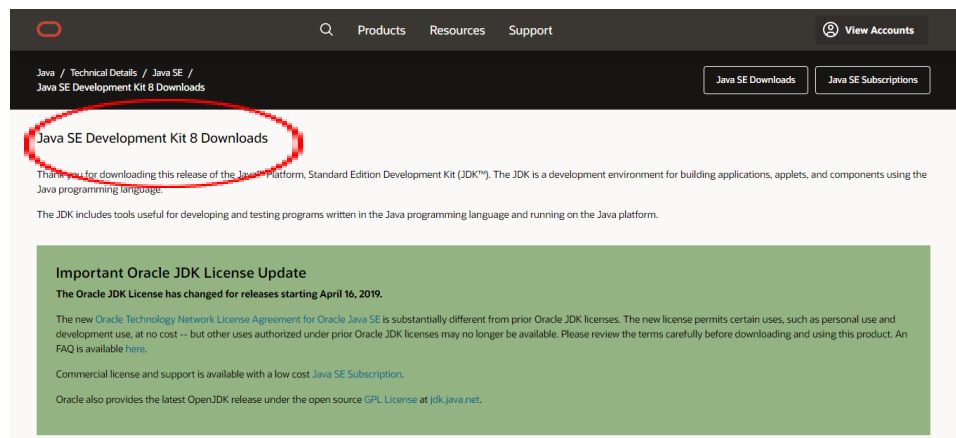 Products Resources Support View Accounts
Java / Technical Details / Java SE /
Java SE Development Kit 8 Downloads
Java SE Downloads Java SE Subscriptions
Java SE Development Kit 8 Downloads
Thank you for downloading this release of the Java™ Platform, Standard Edition Development Kit (JDK™). The JDK is a development environment for building applications, applets, and components using the
Java programming language.
The JDK includes tools useful for developing and testing programs written in the Java programming language and running on the Java platform.
Important Oracle JDK License Update
The Oracle JDK License has changed for releases starting April 16, 2019.
The new Oracle Technology Network License Agreement for Oracle Java SE is substantially different from prior Oracle JDK licenses. The new license permits certain uses, such as personal use and
development use, at no cost -- but other uses authorized under prior Oracle JDK licenses may no longer be available. Please review the terms carefully before downloading and using this product. An
FAQ is available here.
Commercial license and support is available with a low cost Java SE Subscription.
Oracle also provides the latest OpenJDK release under the open source GPL License at jdk.java.net.